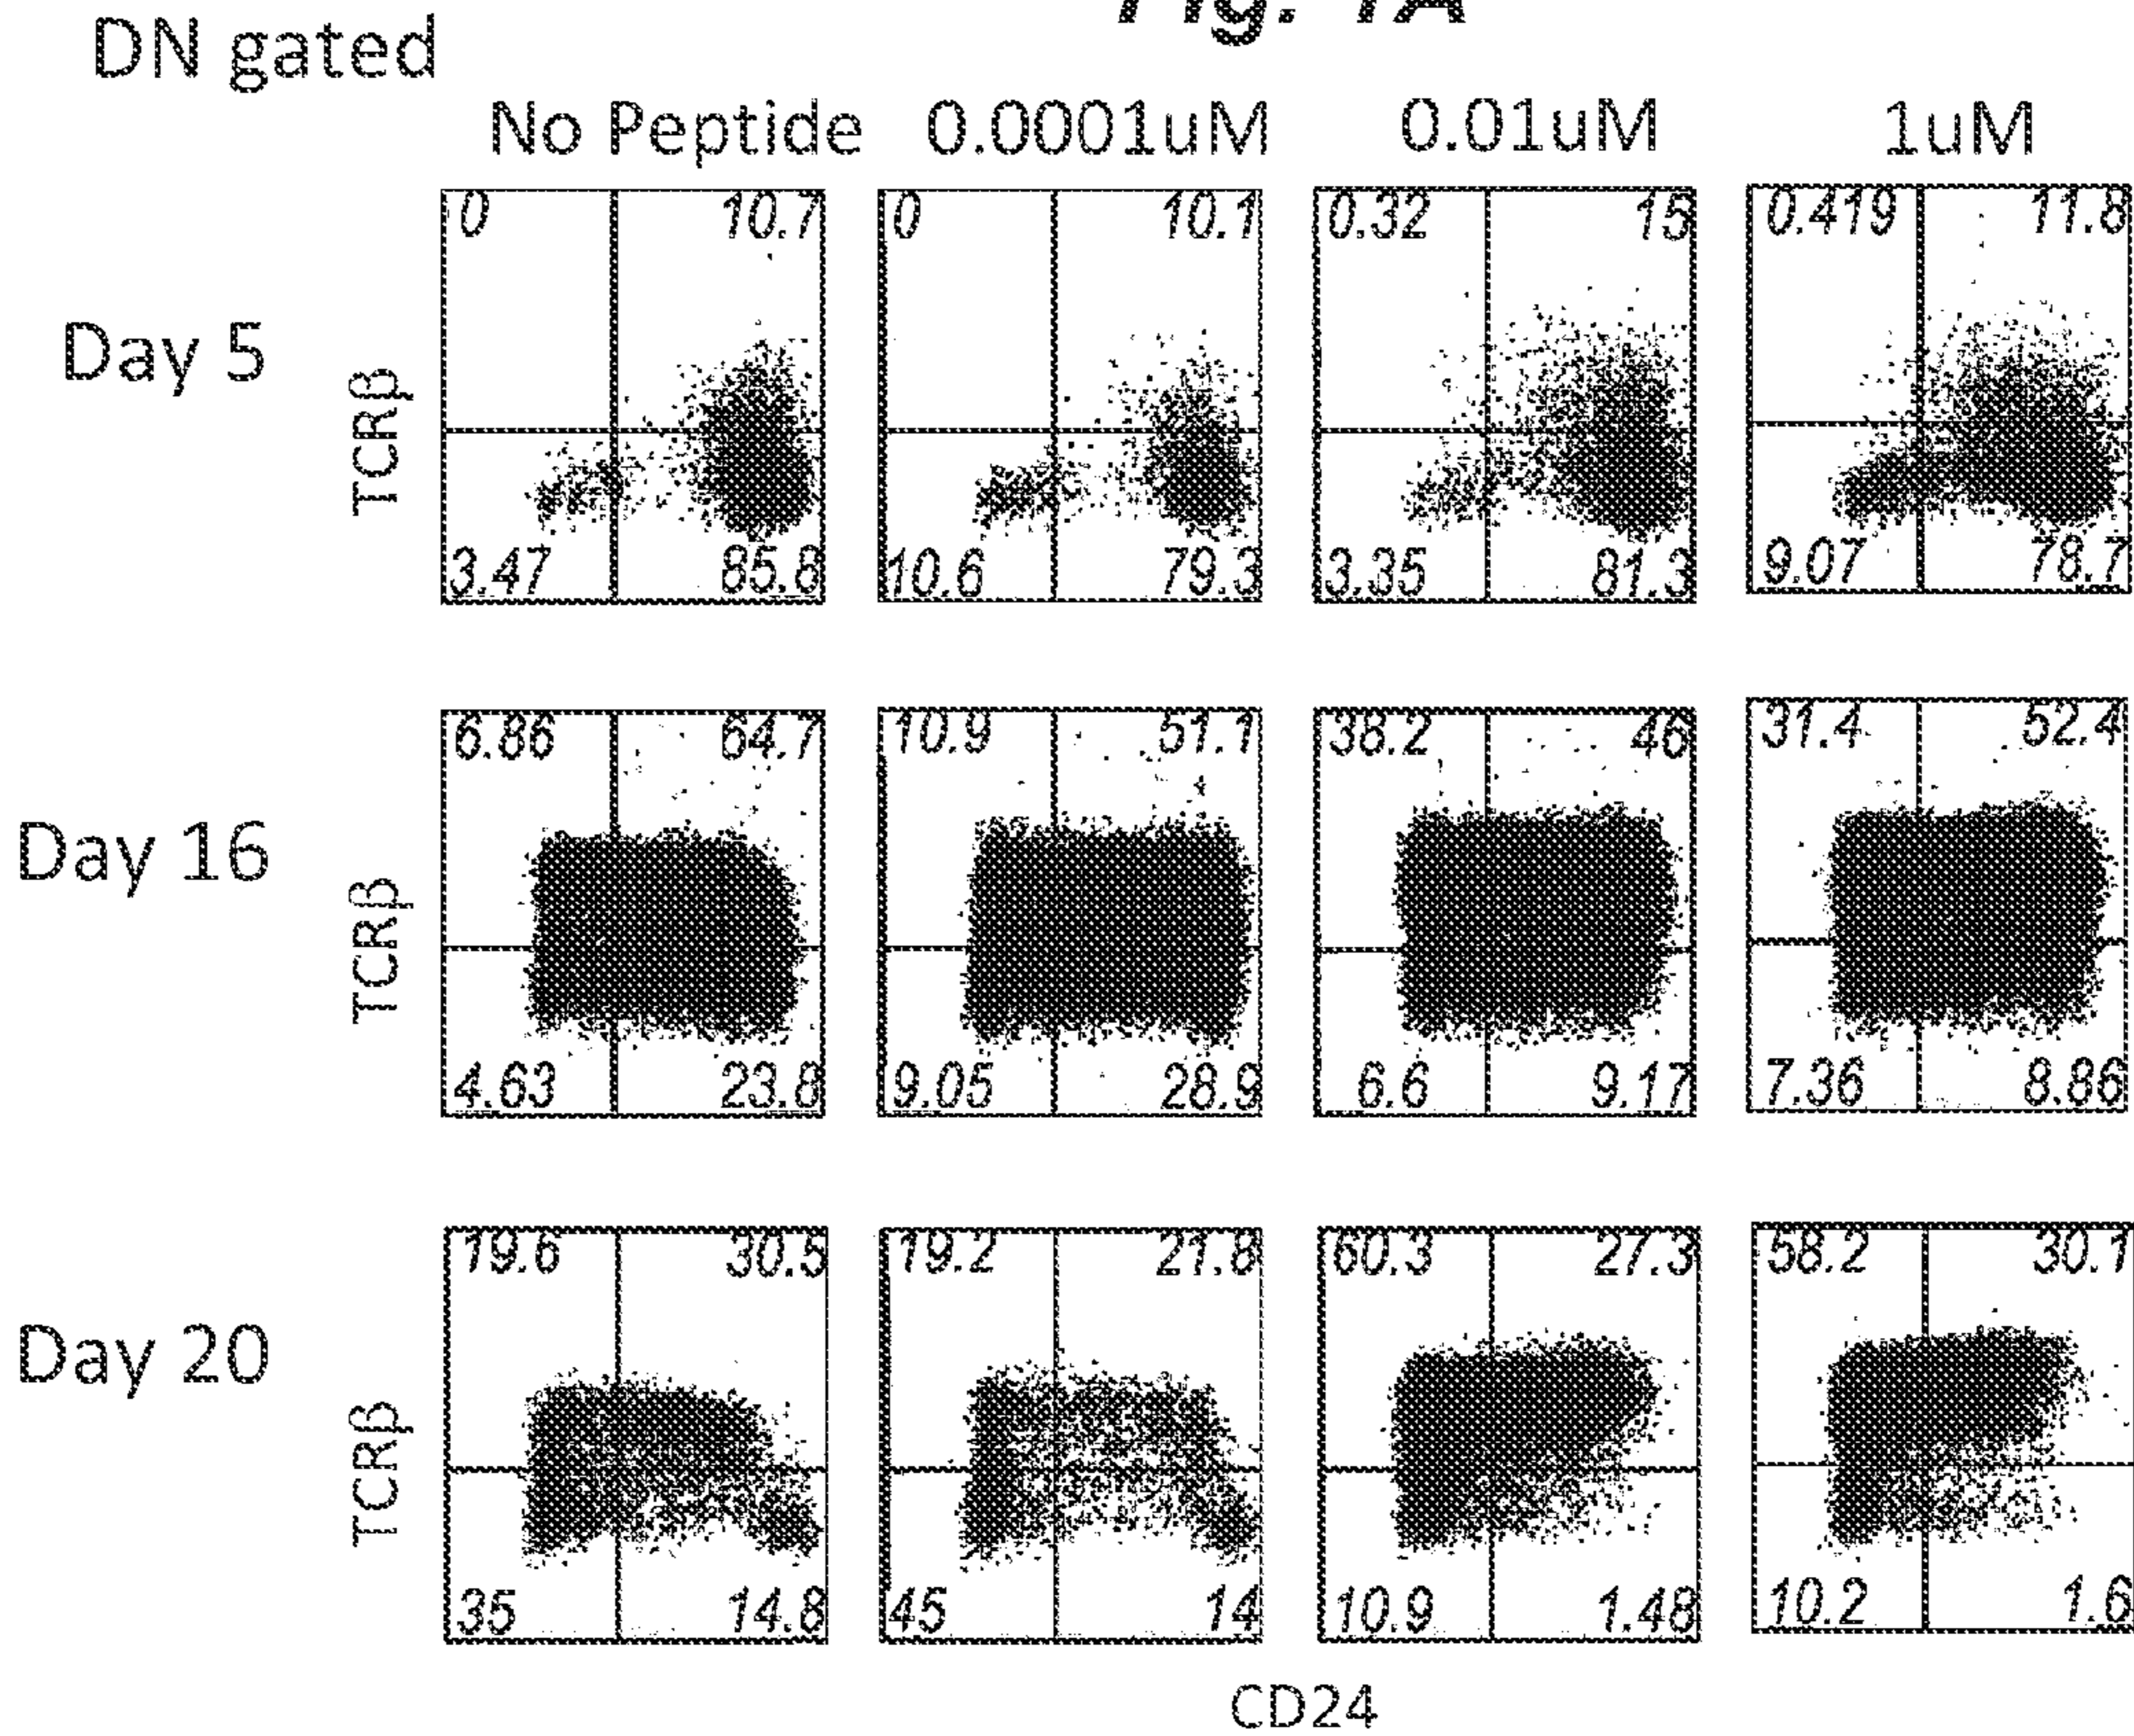 Fig. 1A
DN gated
No Peptide 0.0001uM 0.01uM 1uM
0 10.7 0 10.1 0.32 15 0.419 11.8
Day 5
TCRβ
3.47 85.8 10.6 79.3 3.35 81.3 9.07 78.7
6.86 64.7 10.9 51.1 38.2 46 31.4 52.4
Day 16
TCRβ
4.63 23.8 9.05 28.9 6.6 9.17 7.36 8.86
19.6 30.5 19.2 21.8 60.3 27.3 58.2 30.1
Day 20
TCRβ
35 14.8 45 14 10.9 1.48 10.2 1.6
CD24